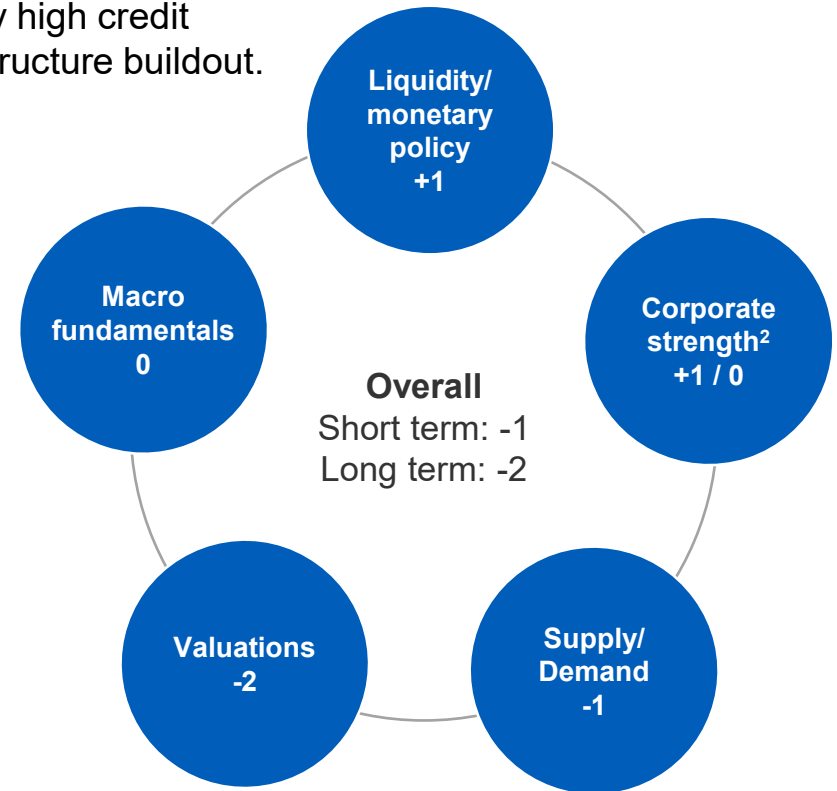 high credit
ructure buildout.
Liquidity/
monetary
policy
+1
Corporate
strength²
+1 / 0
Macro
fundamentals
0
Overall
Short term: -1
Long term: -2
Valuations
-2
Supply/
Demand
-1